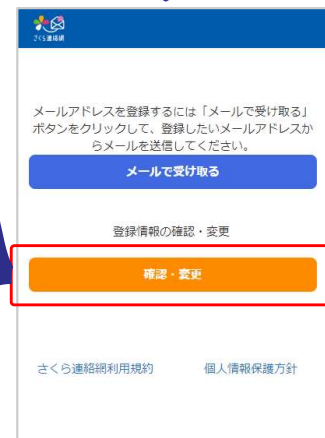 さくら連絡網
メールアドレスを登録するには「メールで受け取る」
ボタンをクリックして、登録したいメールアドレスか
らメールを送信してください。
メールで受け取る
登録情報の確認・変更
確認・変更
さくら連絡網利用規約 個人情報保護方針